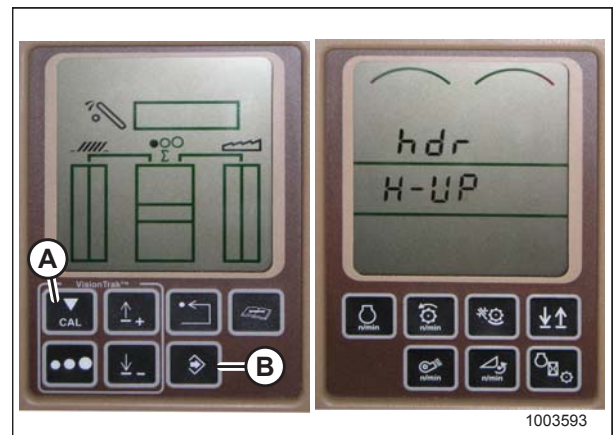 hdr
H-UP
A
VisionTrak™
CAL
+
−
B
n/min
n/min
n/min
n/min
Σ
1003593